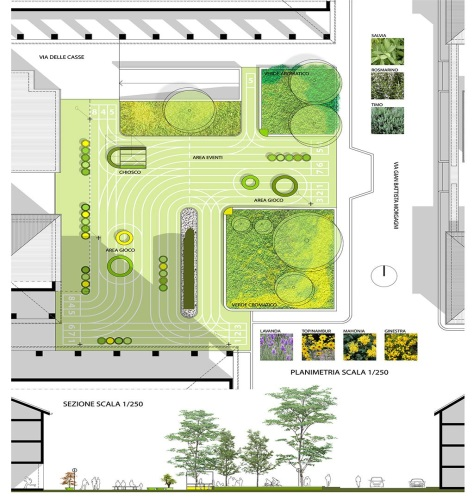 VIA DELLE CASSE
SALVIA
VERDE AROMATICO
ROSMARINO
TIMO
AREA EVENTI
CHIOSCO
AREA GIOCO
VIA GIAN BATTISTA MORGAGNI
AREA GIOCO
VERDE CROMATICO
LAVANDA
TOPINAMBUR
MAHONIA
GINESTRA
PLANIMETRIA SCALA 1/250
SEZIONE SCALA 1/250